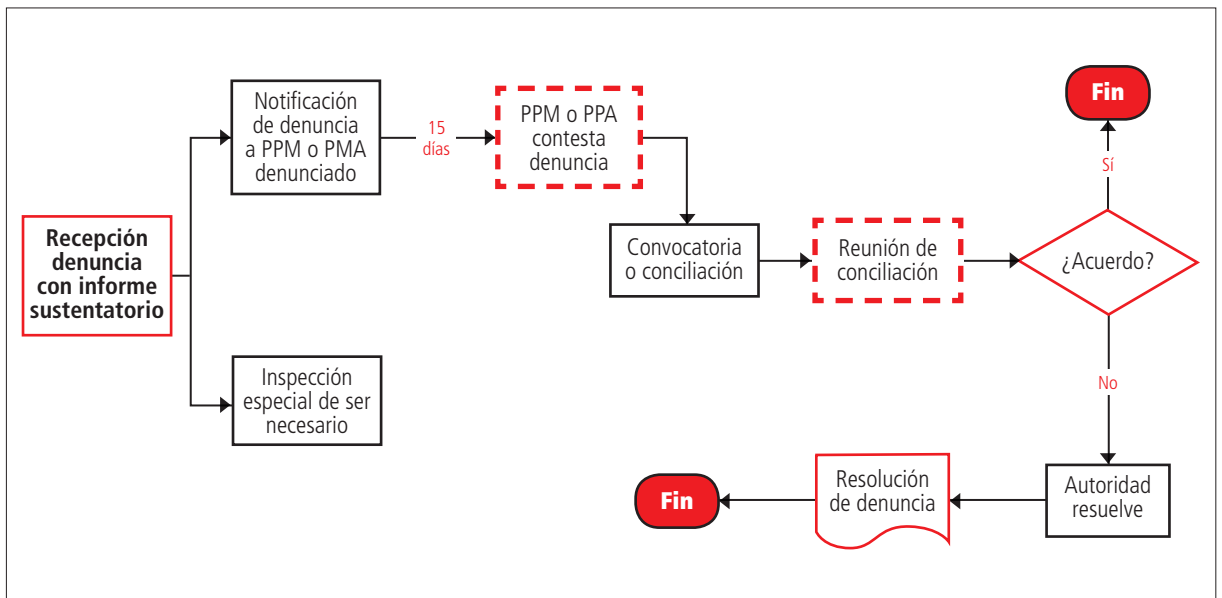 Recepción
denuncia
con informe
sustentatorio
Notificación
de denuncia
a PPM o PMA
denunciado
15
días
PPM o PPA
contesta
denuncia
Inspección
especial de ser
necesario
Convocatoria
o conciliación
Reunión de
conciliación
¿Acuerdo?
Sí
Fin
No
Autoridad
resuelve
Resolución
de denuncia
Fin